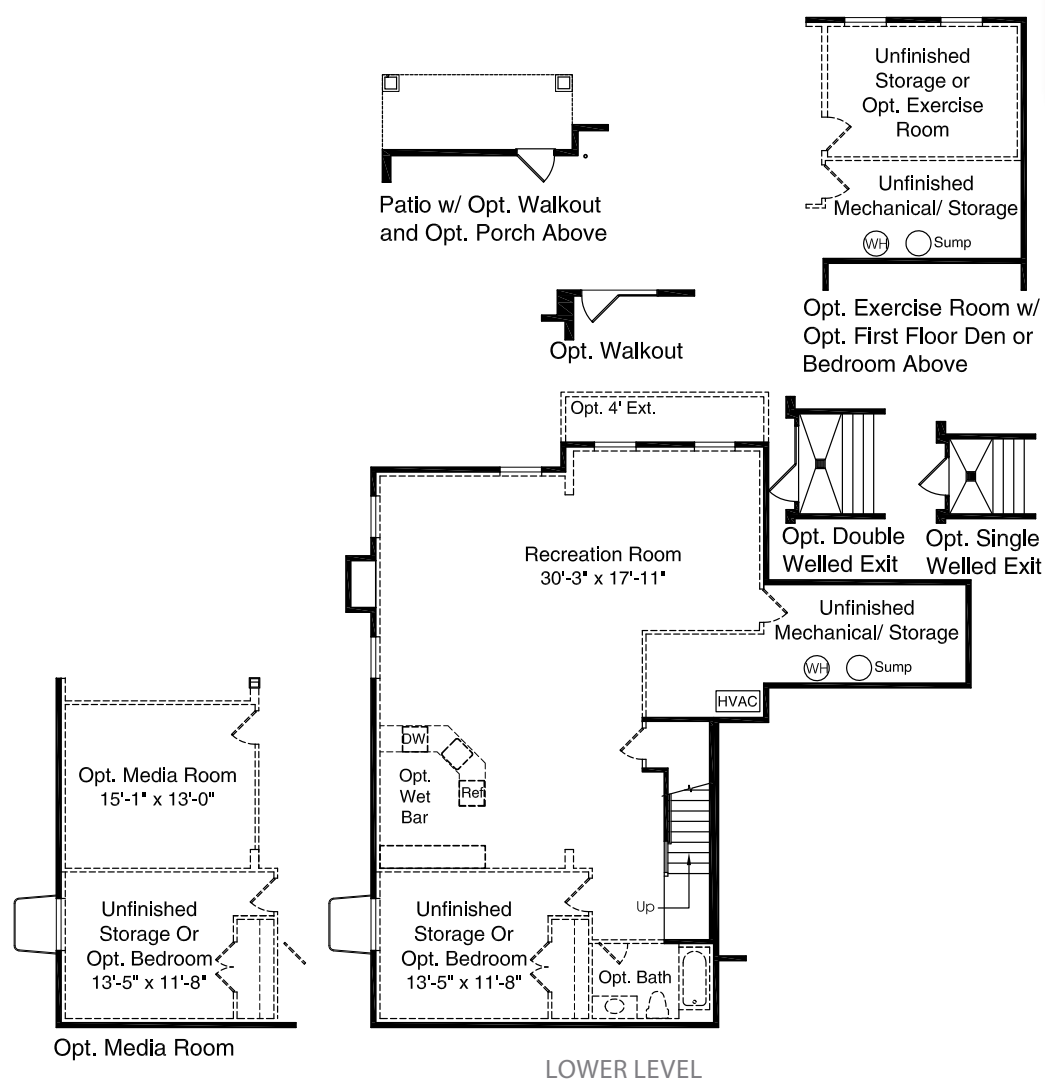 Unfinished
Storage or
Opt. Exercise
Room
Unfinished
Mechanical/ Storage
WH
Sump
Opt. Exercise Room w/
Opt. First Floor Den or
Bedroom Above
Patio w/ Opt. Walkout
and Opt. Porch Above
Opt. Walkout
Opt. 4' Ext.
Opt. Double
Welled Exit
Opt. Single
Welled Exit
Recreation Room
30'-3" x 17'-11"
Unfinished
Mechanical/ Storage
WH
Sump
HVAC
DW
Opt.
Wet
Bar
Ref
Up
Unfinished
Storage Or
Opt. Bedroom
13'-5" x 11'-8"
Opt. Bath
Opt. Media Room
15'-1" x 13'-0"
Unfinished
Storage Or
Opt. Bedroom
13'-5" x 11'-8"
Opt. Media Room
LOWER LEVEL